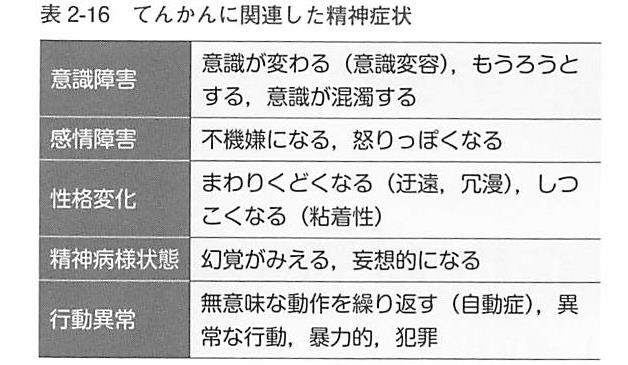 表 2-16　てんかんに関連した精神症状
意識障害
意識が変わる（意識変容），もうろうと
する，意識が混濁する
感情障害
不機嫌になる，怒りっぽくなる
性格変化
まわりくどくなる（迂遠，冗漫），しつ
こくなる（粘着性）
精神病様状態
幻覚がみえる，妄想的になる
行動異常
無意味な動作を繰り返す（自動症），異
常な行動，暴力的，犯罪